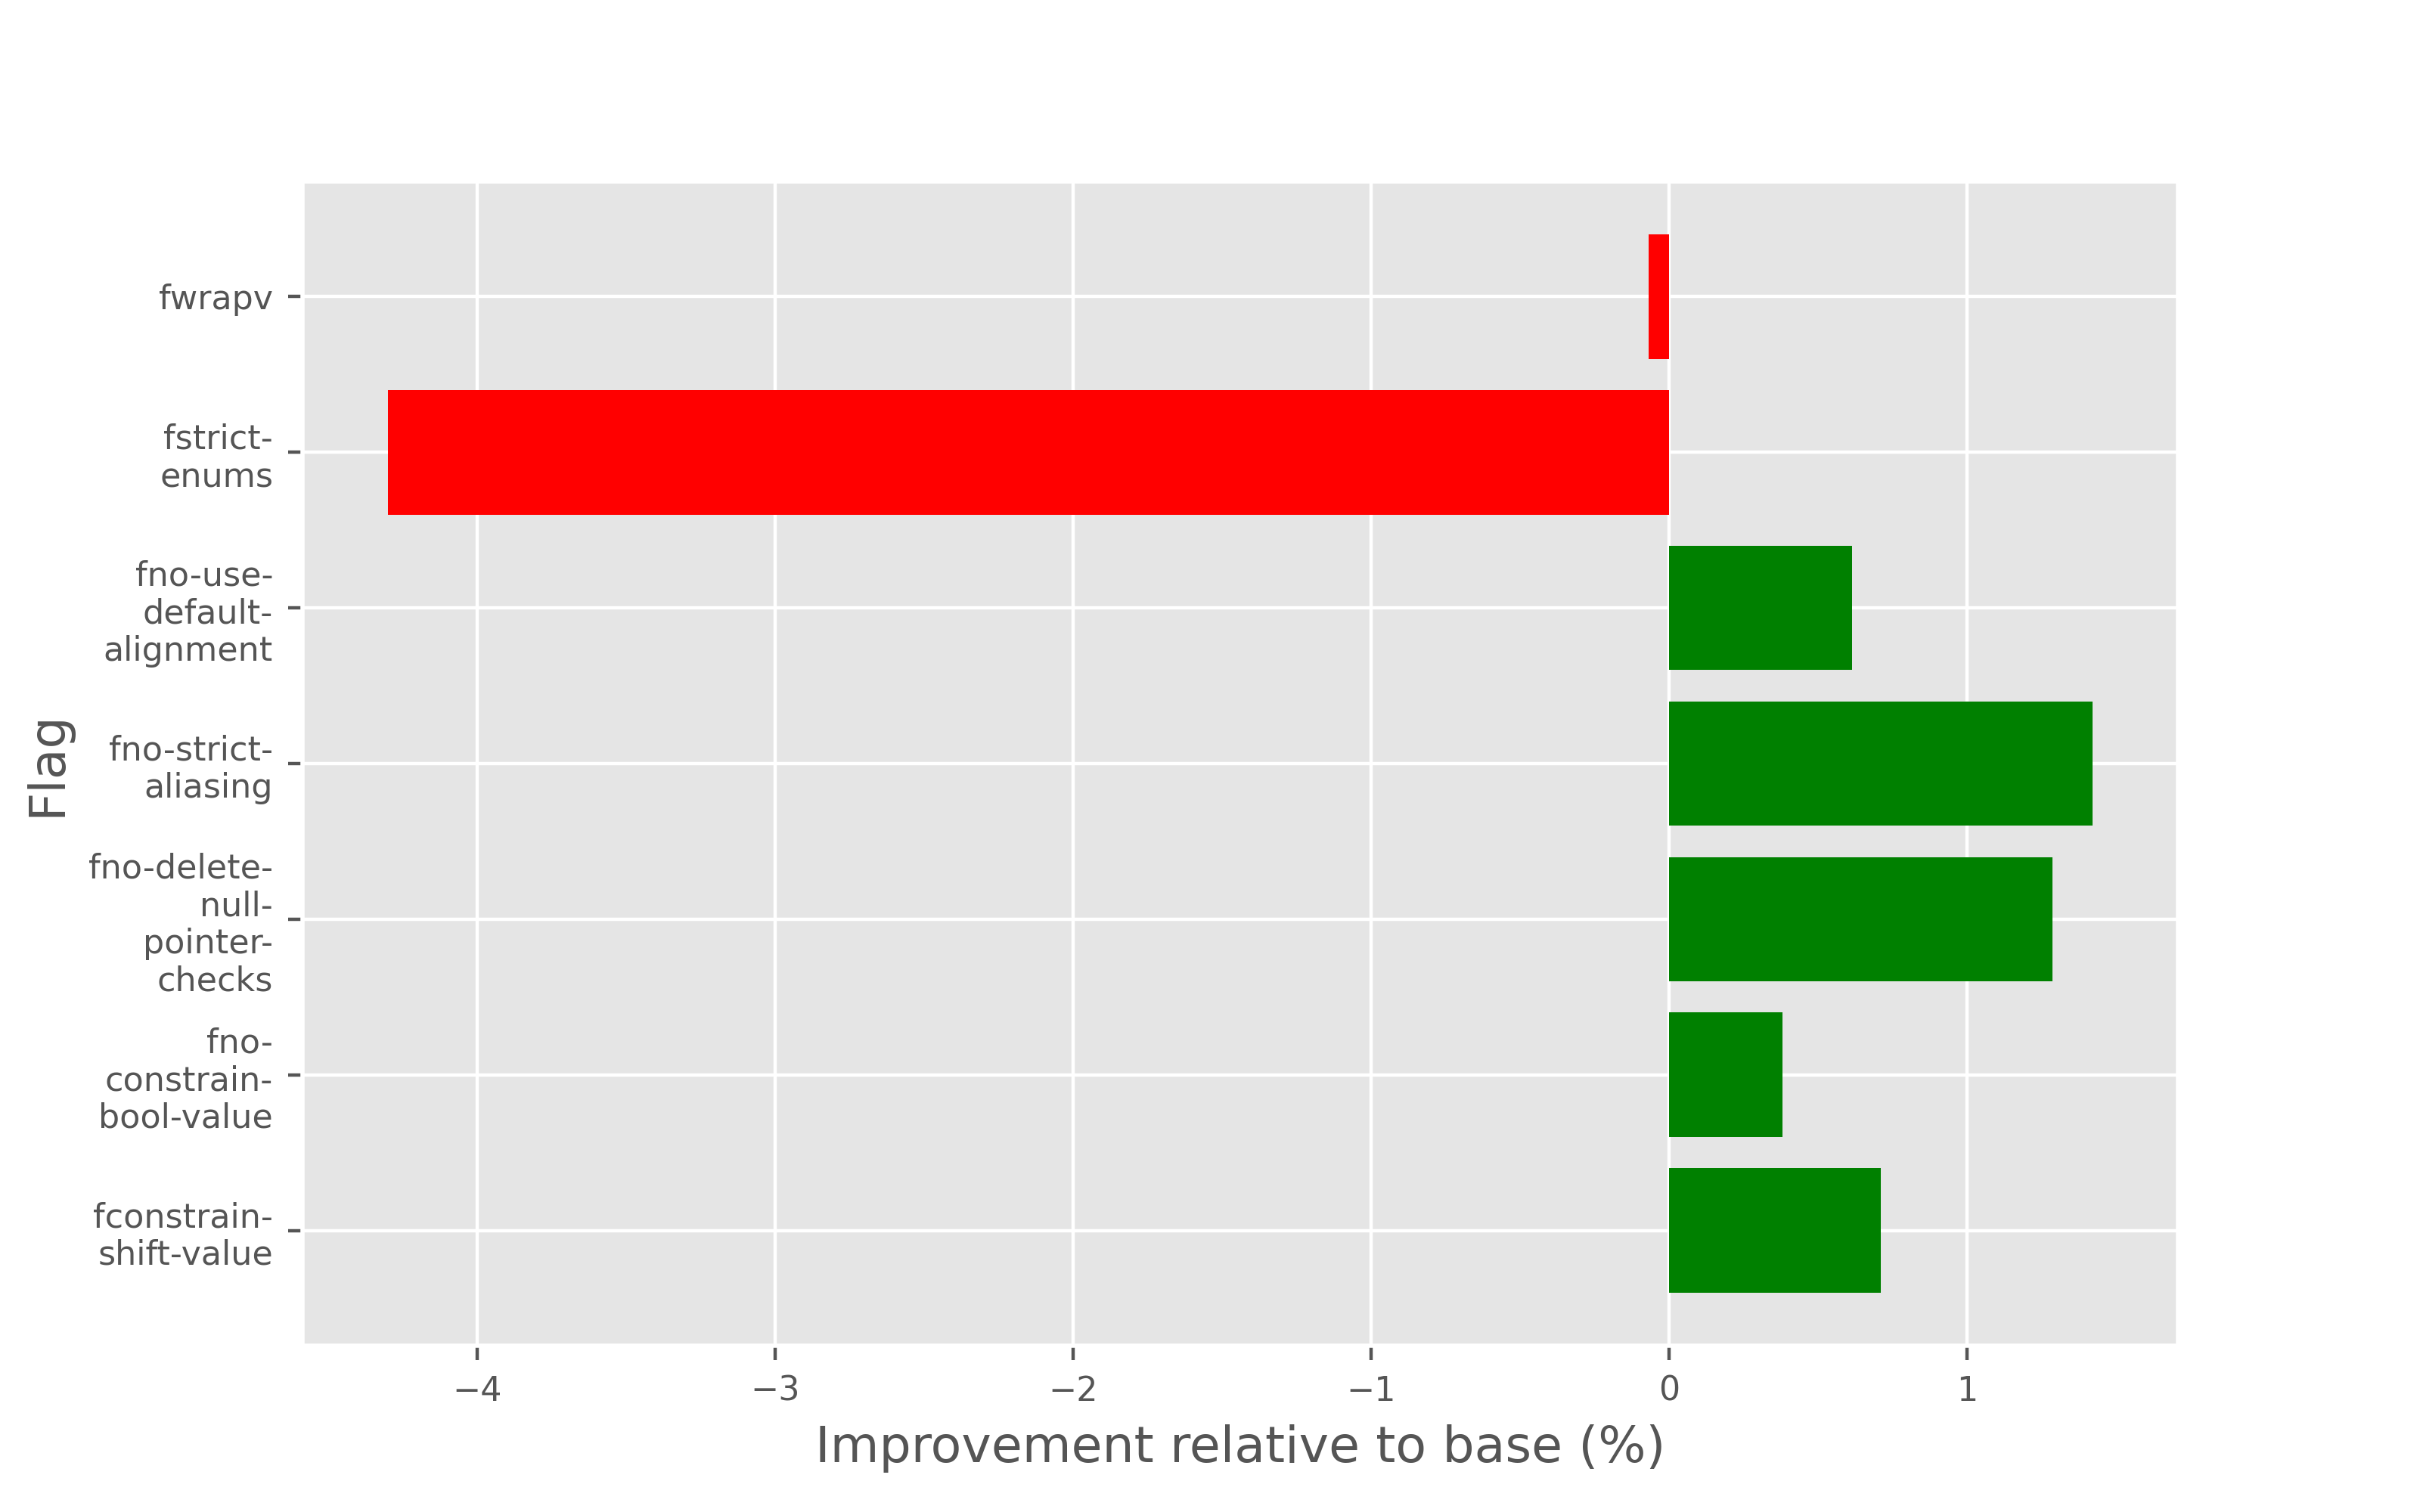 fwrapv
fstrict-
enums
fno-use-
default-
alignment
fno-strict-
aliasing
fno-delete-
null-
pointer-
checks
fno-
constrain-
bool-value
fconstrain-
shift-value
Flag
−4 −3 −2 −1 0 1
Improvement relative to base (%)